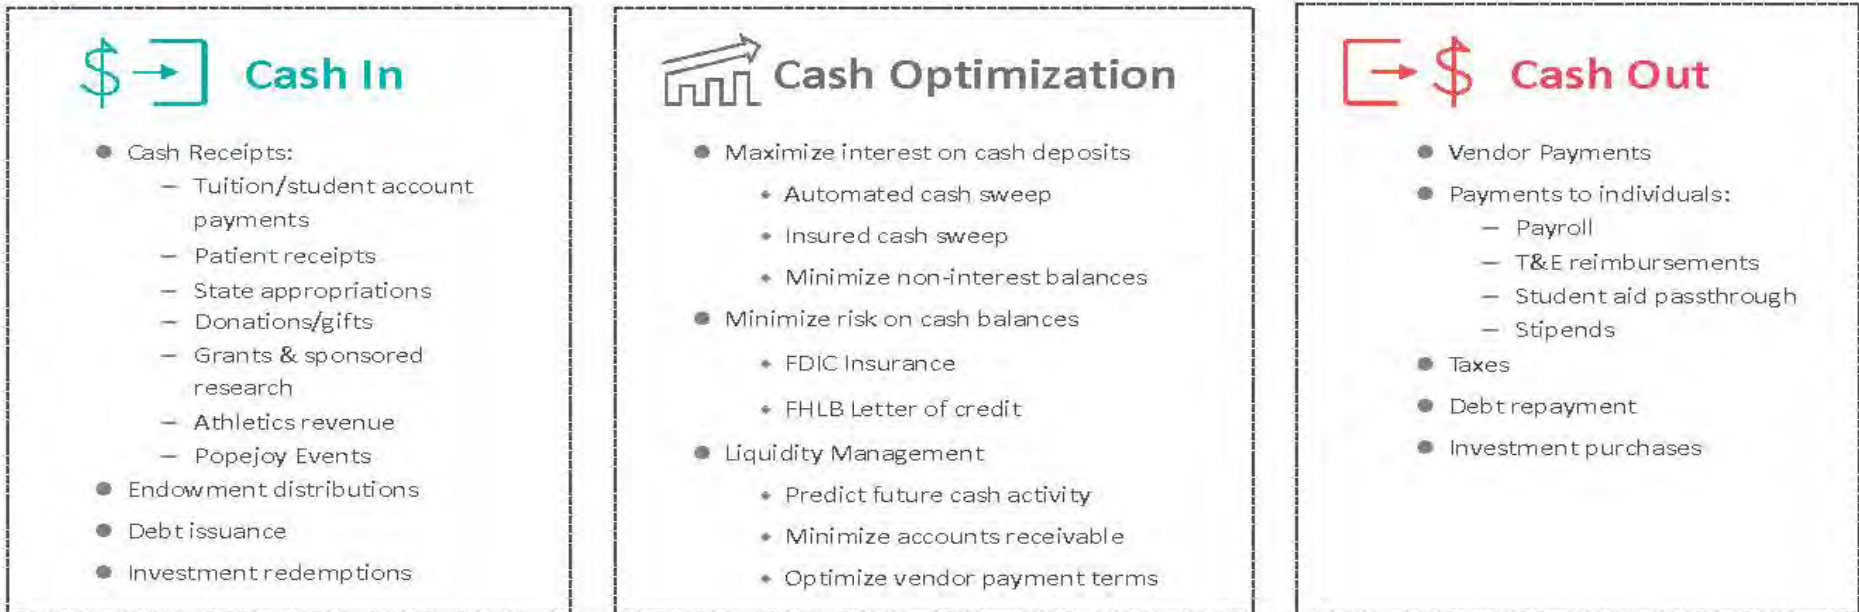 Cash In
● Cash Receipts:
– Tuition/student account
payments
– Patient receipts
– State appropriations
– Donations/gifts
– Grants & sponsored
research
– Athletics revenue
– Popejoy Events
● Endowment distributions
● Debt issuance
● Investment redemptions
Cash Optimization
● Maximize interest on cash deposits
• Automated cash sweep
• Insured cash sweep
• Minimize non-interest balances
● Minimize risk on cash balances
• FDIC Insurance
• FHLB Letter of credit
● Liquidity Management
• Predict future cash activity
• Minimize accounts receivable
• Optimize vendor payment terms
Cash Out
● Vendor Payments
● Payments to individuals:
– Payroll
– T&E reimbursements
– Student aid passthrough
– Stipends
● Taxes
● Debt repayment
● Investment purchases